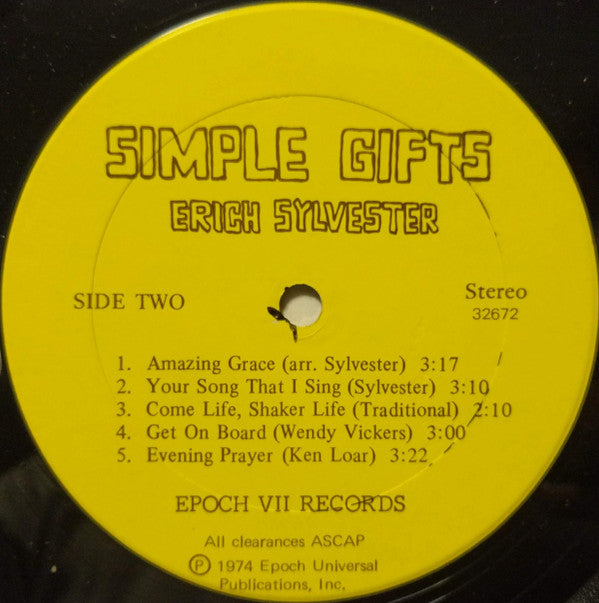 SIMPLE GIFTS
ERICH SYLVESTER
SIDE TWO
Stereo
32672
1. Amazing Grace (arr. Sylvester) 3:17
2. Your Song That I Sing (Sylvester) 3:10
3. Come Life, Shaker Life (Traditional) 2:10
4. Get On Board (Wendy Vickers) 3:00
5. Evening Prayer (Ken Loar) 3:22
EPOCH VII RECORDS
All clearances ASCAP
Ⓟ 1974 Epoch Universal
Publications, Inc.